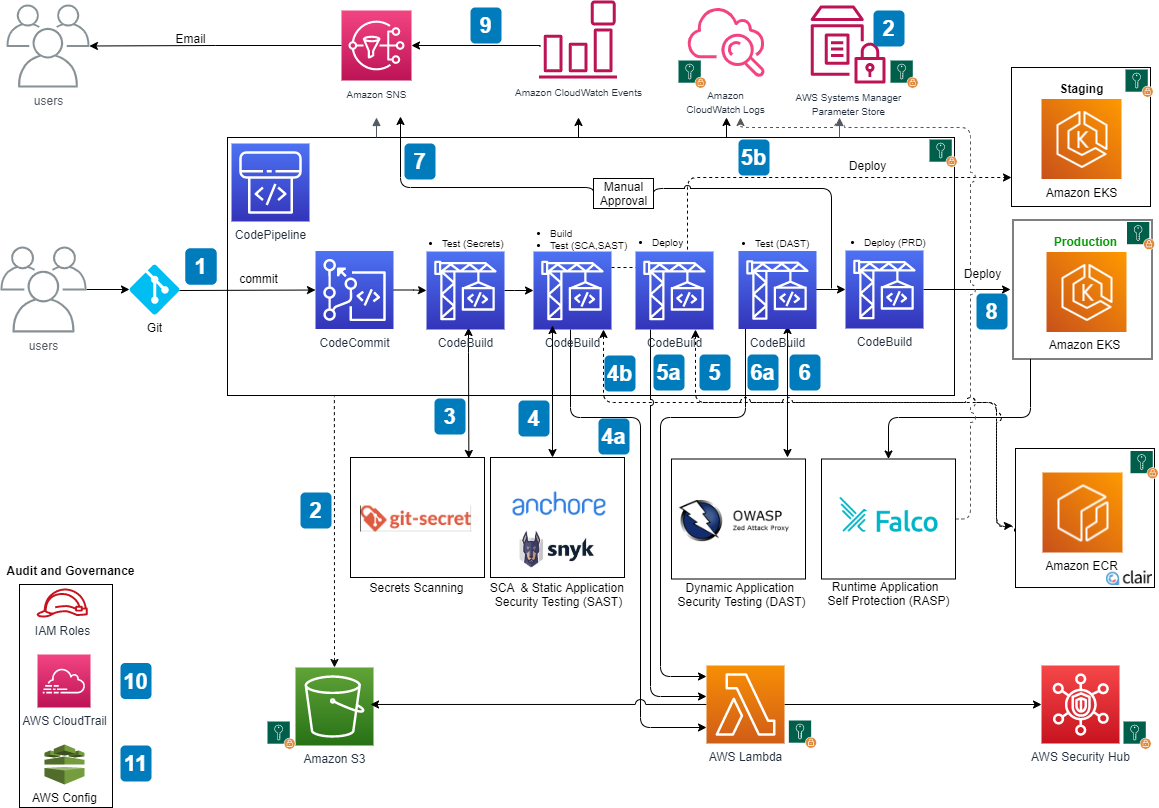 users
Email
Amazon SNS
9
Amazon CloudWatch Events
Amazon
CloudWatch Logs
2
AWS Systems Manager
Parameter Store
Staging
Amazon EKS
7
5b
Deploy
Manual
Approval
CodePipeline
users
Git
1
commit
CodeCommit
Test (Secrets)
CodeBuild
Build
Test (SCA,SAST)
CodeBuild
Deploy
CodeBuild
Test (DAST)
CodeBuild
Deploy (PRD)
CodeBuild
Deploy
8
Production
Amazon EKS
4b
5a
5
6a
6
3
4
4a
2
git-secret
Secrets Scanning
anchore
snyk
SCA & Static Application
Security Testing (SAST)
OWASP
Zed Attack Proxy
Dynamic Application
Security Testing (DAST)
Falco
Runtime Application
Self Protection (RASP)
Amazon ECR
clair
Audit and Governance
IAM Roles
AWS CloudTrail
10
AWS Config
11
Amazon S3
AWS Lambda
AWS Security Hub